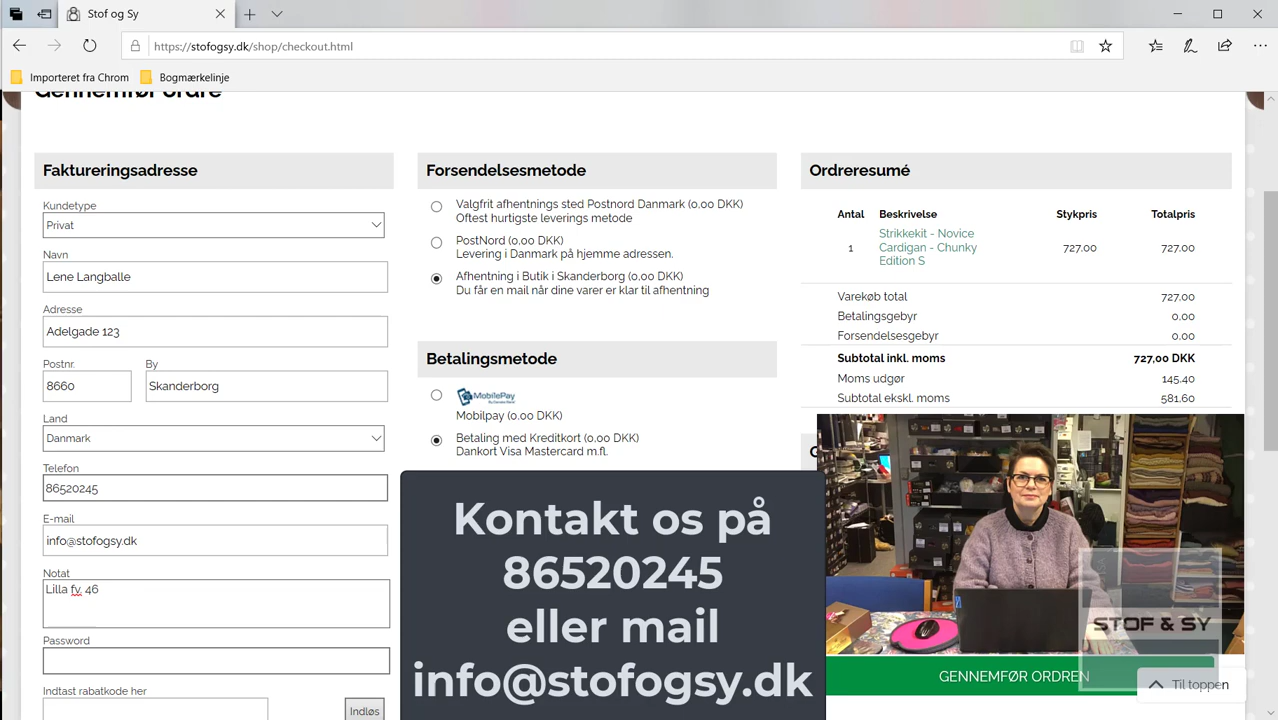 Stof og Sy
https://stofogsy.dk/shop/checkout.html
Importeret fra Chrom
Bogmærkelinje
Gennemfør ordre
Faktureringsadresse
Kundetype
Privat
Navn
Lene Langballe
Adresse
Adelgade 123
Postnr.
By
8660
Skanderborg
Land
Danmark
Telefon
86520245
E-mail
info@stofogsy.dk
Notat
Lilla fv. 46
Password
Indtast rabatkode her
Indløs
Forsendelsesmetode
Valgfrit afhentnings sted Postnord Danmark (0,00 DKK)
Oftest hurtigste leverings metode
PostNord (0.00 DKK)
Levering i Danmark på hjemme adressen.
Afhentning i Butik i Skanderborg (0.00 DKK)
Du får en mail når dine varer er klar til afhentning
Betalingsmetode
MobilePay
Mobilpay (0.00 DKK)
Betaling med Kreditkort (0.00 DKK)
Dankort Visa Mastercard m.fl.
Ordreresumé
Antal Beskrivelse Stykpris Totalpris
1 Strikkekit - Novice 727.00 727.00
Cardigan - Chunky
Edition S
Varekøb total 727.00
Betalingsgebyr 0.00
Forsendelsesgebyr 0.00
Subtotal inkl. moms 727,00 DKK
Moms udgør 145.40
Subtotal ekskl. moms 581.60
Kontakt os på
86520245
eller mail
info@stofogsy.dk
STOF & SY
GENNEMFØR ORDREN
Til toppen